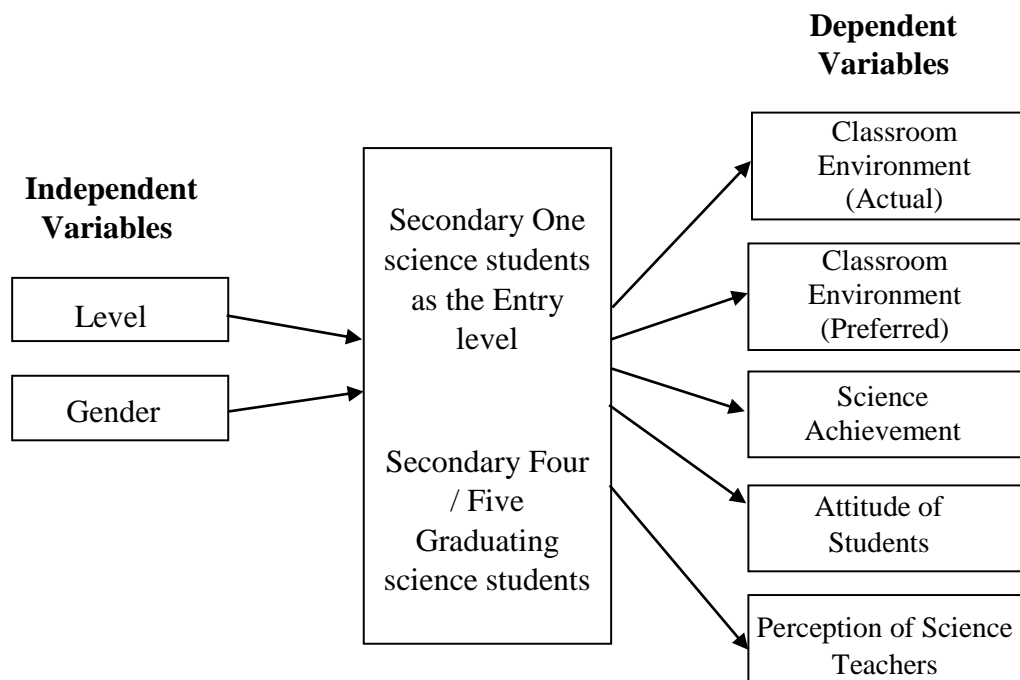 Independent
Variables
Level
Gender
Secondary One
science students
as the Entry
level
Secondary Four
/ Five
Graduating
science students
Dependent
Variables
Classroom
Environment
(Actual)
Classroom
Environment
(Preferred)
Science
Achievement
Attitude of
Students
Perception of Science
Teachers